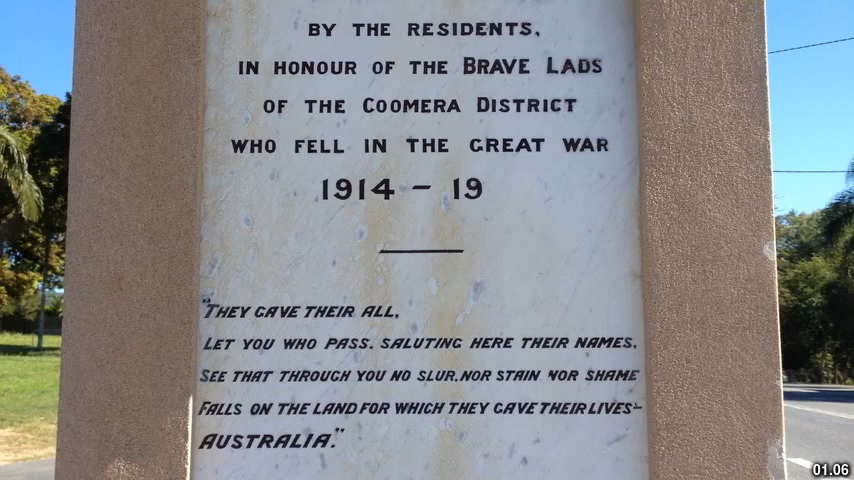 BY THE RESIDENTS,
IN HONOUR OF THE BRAVE LADS
OF THE COOMERA DISTRICT
WHO FELL IN THE GREAT WAR
1914 – 19
"THEY GAVE THEIR ALL,
LET YOU WHO PASS, SALUTING HERE THEIR NAMES,
SEE THAT THROUGH YOU NO SLUR, NOR STAIN NOR SHAME
FALLS ON THE LAND FOR WHICH THEY GAVE THEIR LIVES—
AUSTRALIA."
01.06